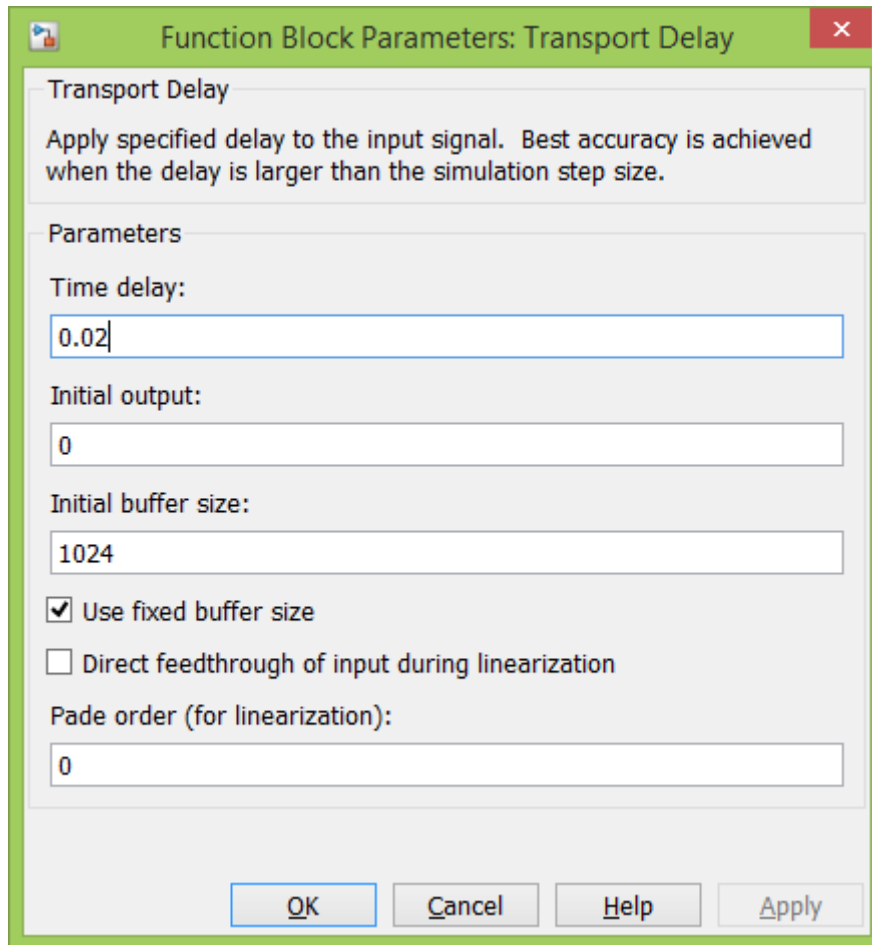 Function Block Parameters: Transport Delay
Transport Delay
Apply specified delay to the input signal.  Best accuracy is achieved
when the delay is larger than the simulation step size.
Parameters
Time delay:
0.02
Initial output:
0
Initial buffer size:
1024
Use fixed buffer size
Direct feedthrough of input during linearization
Pade order (for linearization):
0
OK Cancel Help Apply